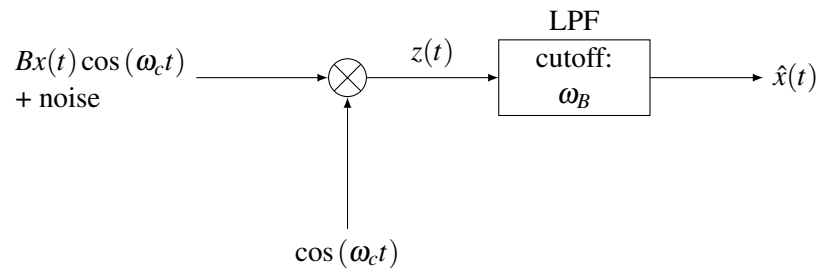 LPF
Bx(t) cos (ω_c t)
+ noise
z(t)
cutoff:
ω_B
x̂(t)
cos (ω_c t)